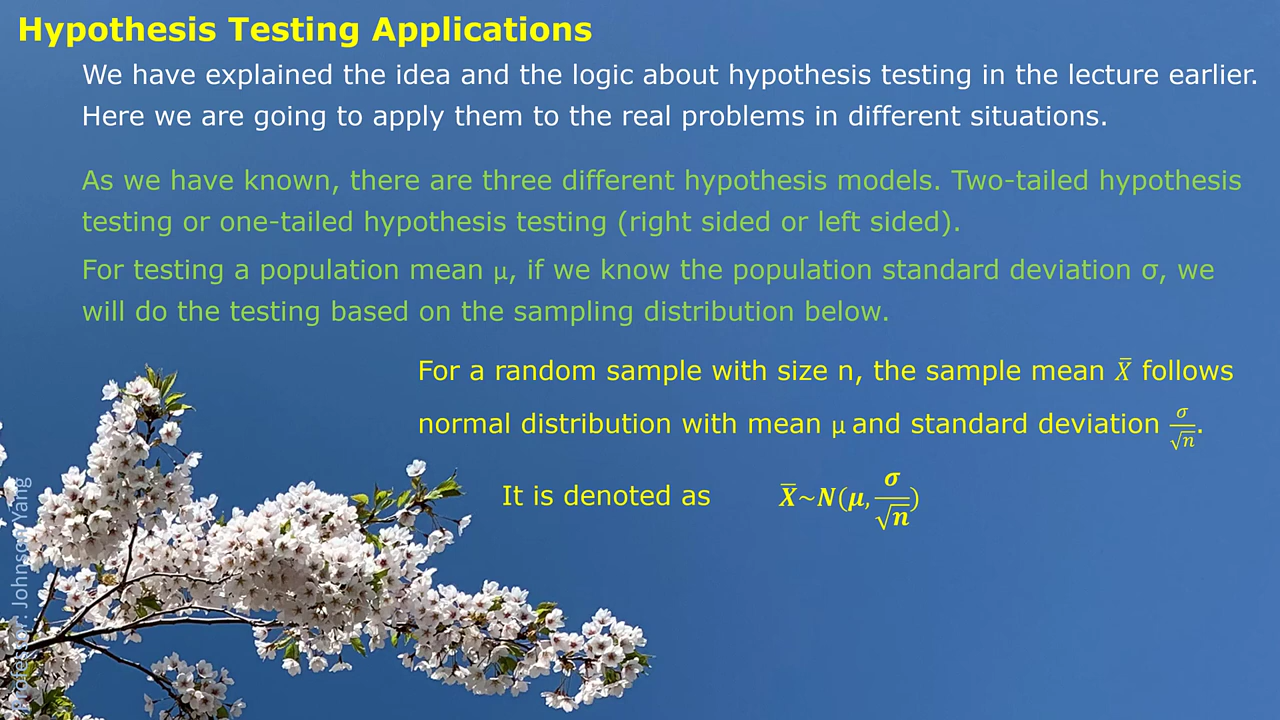 Hypothesis Testing Applications
We have explained the idea and the logic about hypothesis testing in the lecture earlier.
Here we are going to apply them to the real problems in different situations.
As we have known, there are three different hypothesis models. Two-tailed hypothesis
testing or one-tailed hypothesis testing (right sided or left sided).
For testing a population mean μ, if we know the population standard deviation σ, we
will do the testing based on the sampling distribution below.
For a random sample with size n, the sample mean X̄ follows
normal distribution with mean μ and standard deviation σ/√n.
It is denoted as X̄~N(μ, σ/√n)
Professor: Johnson Yang